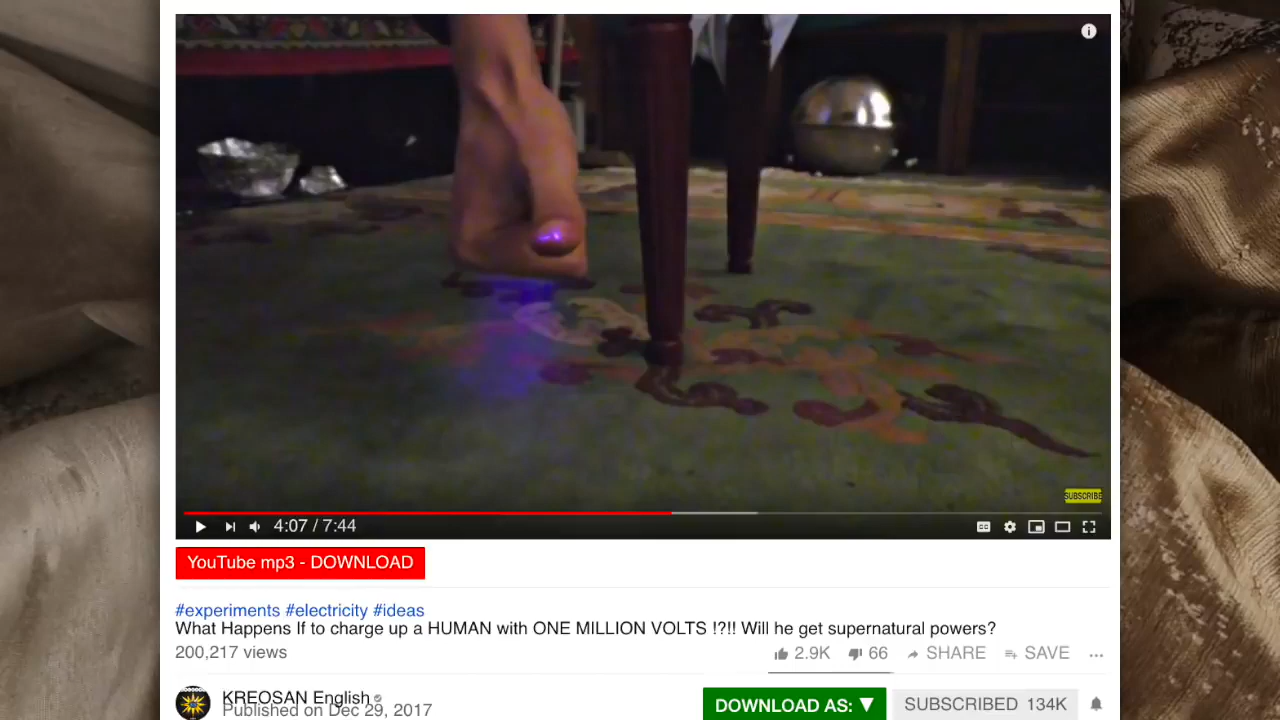 i
SUBSCRIBE
4:07 / 7:44
CC
YouTube mp3 - DOWNLOAD
#experiments #electricity #ideas
What Happens If to charge up a HUMAN with ONE MILLION VOLTS !?!! Will he get supernatural powers?
200,217 views 2.9K 66 SHARE SAVE ...
KREOSAN English
Published on Dec 29, 2017
DOWNLOAD AS: ▼ SUBSCRIBED 134K